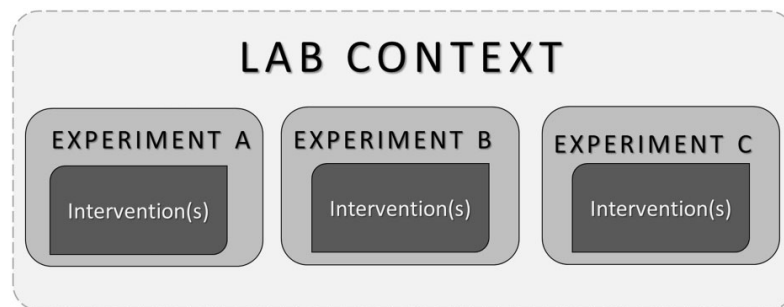 LAB CONTEXT
EXPERIMENT A
EXPERIMENT B
EXPERIMENT C
Intervention(s)
Intervention(s)
Intervention(s)